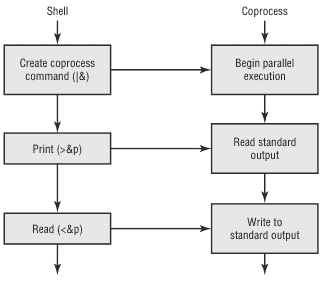 Shell
Coprocess
Create coprocess
command (|&)
Begin parallel
execution
Print (>&p)
Read standard
output
Read (<&p)
Write to
standard output